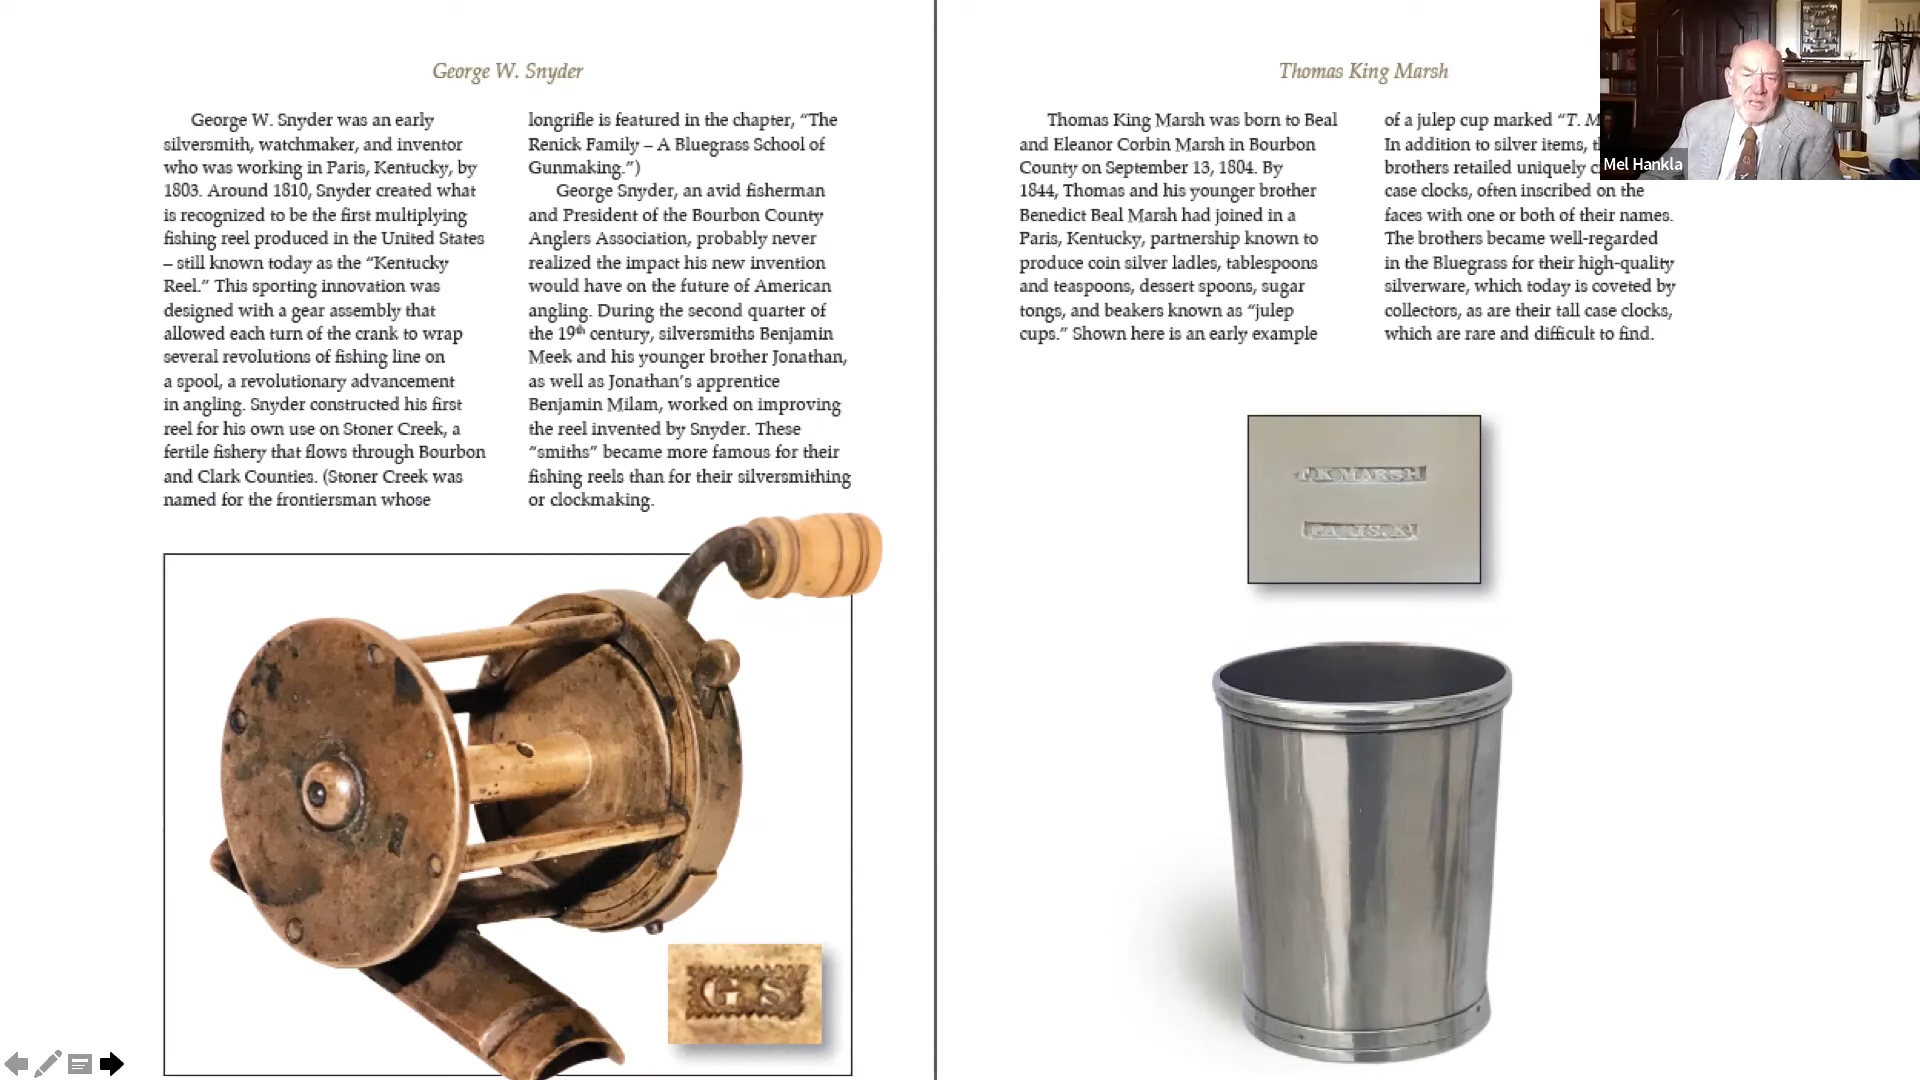 George W. Snyder
George W. Snyder was an early
silversmith, watchmaker, and inventor
who was working in Paris, Kentucky, by
1803. Around 1810, Snyder created what
is recognized to be the first multiplying
fishing reel produced in the United States
– still known today as the “Kentucky
Reel.” This sporting innovation was
designed with a gear assembly that
allowed each turn of the crank to wrap
several revolutions of fishing line on
a spool, a revolutionary advancement
in angling. Snyder constructed his first
reel for his own use on Stoner Creek, a
fertile fishery that flows through Bourbon
and Clark Counties. (Stoner Creek was
named for the frontiersman whose
longrifle is featured in the chapter, “The
Renick Family – A Bluegrass School of
Gunmaking.”)
George Snyder, an avid fisherman
and President of the Bourbon County
Anglers Association, probably never
realized the impact his new invention
would have on the future of American
angling. During the second quarter of
the 19th century, silversmiths Benjamin
Meek and his younger brother Jonathan,
as well as Jonathan’s apprentice
Benjamin Milam, worked on improving
the reel invented by Snyder. These
“smiths” became more famous for their
fishing reels than for their silversmithing
or clockmaking.
G S
Thomas King Marsh
Thomas King Marsh was born to Beal
and Eleanor Corbin Marsh in Bourbon
County on September 13, 1804. By
1844, Thomas and his younger brother
Benedict Beal Marsh had joined in a
Paris, Kentucky, partnership known to
produce coin silver ladles, tablespoons
and teaspoons, dessert spoons, sugar
tongs, and beakers known as “julep
cups.” Shown here is an early example
of a julep cup marked “T. M
In addition to silver items,
brothers retailed uniquely
case clocks, often inscribed on the
faces with one or both of their names.
The brothers became well-regarded
in the Bluegrass for their high-quality
silverware, which today is coveted by
collectors, as are their tall case clocks,
which are rare and difficult to find.
T.K MARSH
Mel Hankla